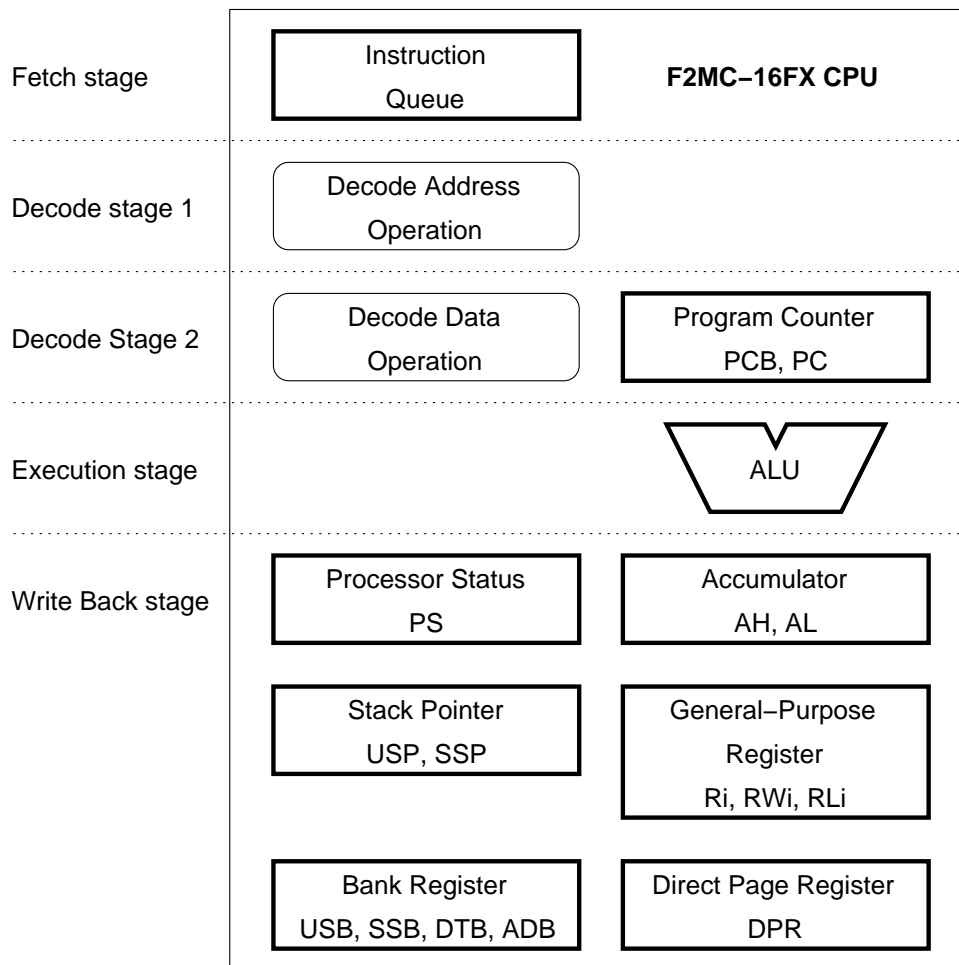 Fetch stage
Instruction
Queue
F2MC−16FX CPU
Decode stage 1
Decode Address
Operation
Decode Stage 2
Decode Data
Operation
Program Counter
PCB, PC
Execution stage
ALU
Write Back stage
Processor Status
PS
Accumulator
AH, AL
Stack Pointer
USP, SSP
General−Purpose
Register
Ri, RWi, RLi
Bank Register
USB, SSB, DTB, ADB
Direct Page Register
DPR